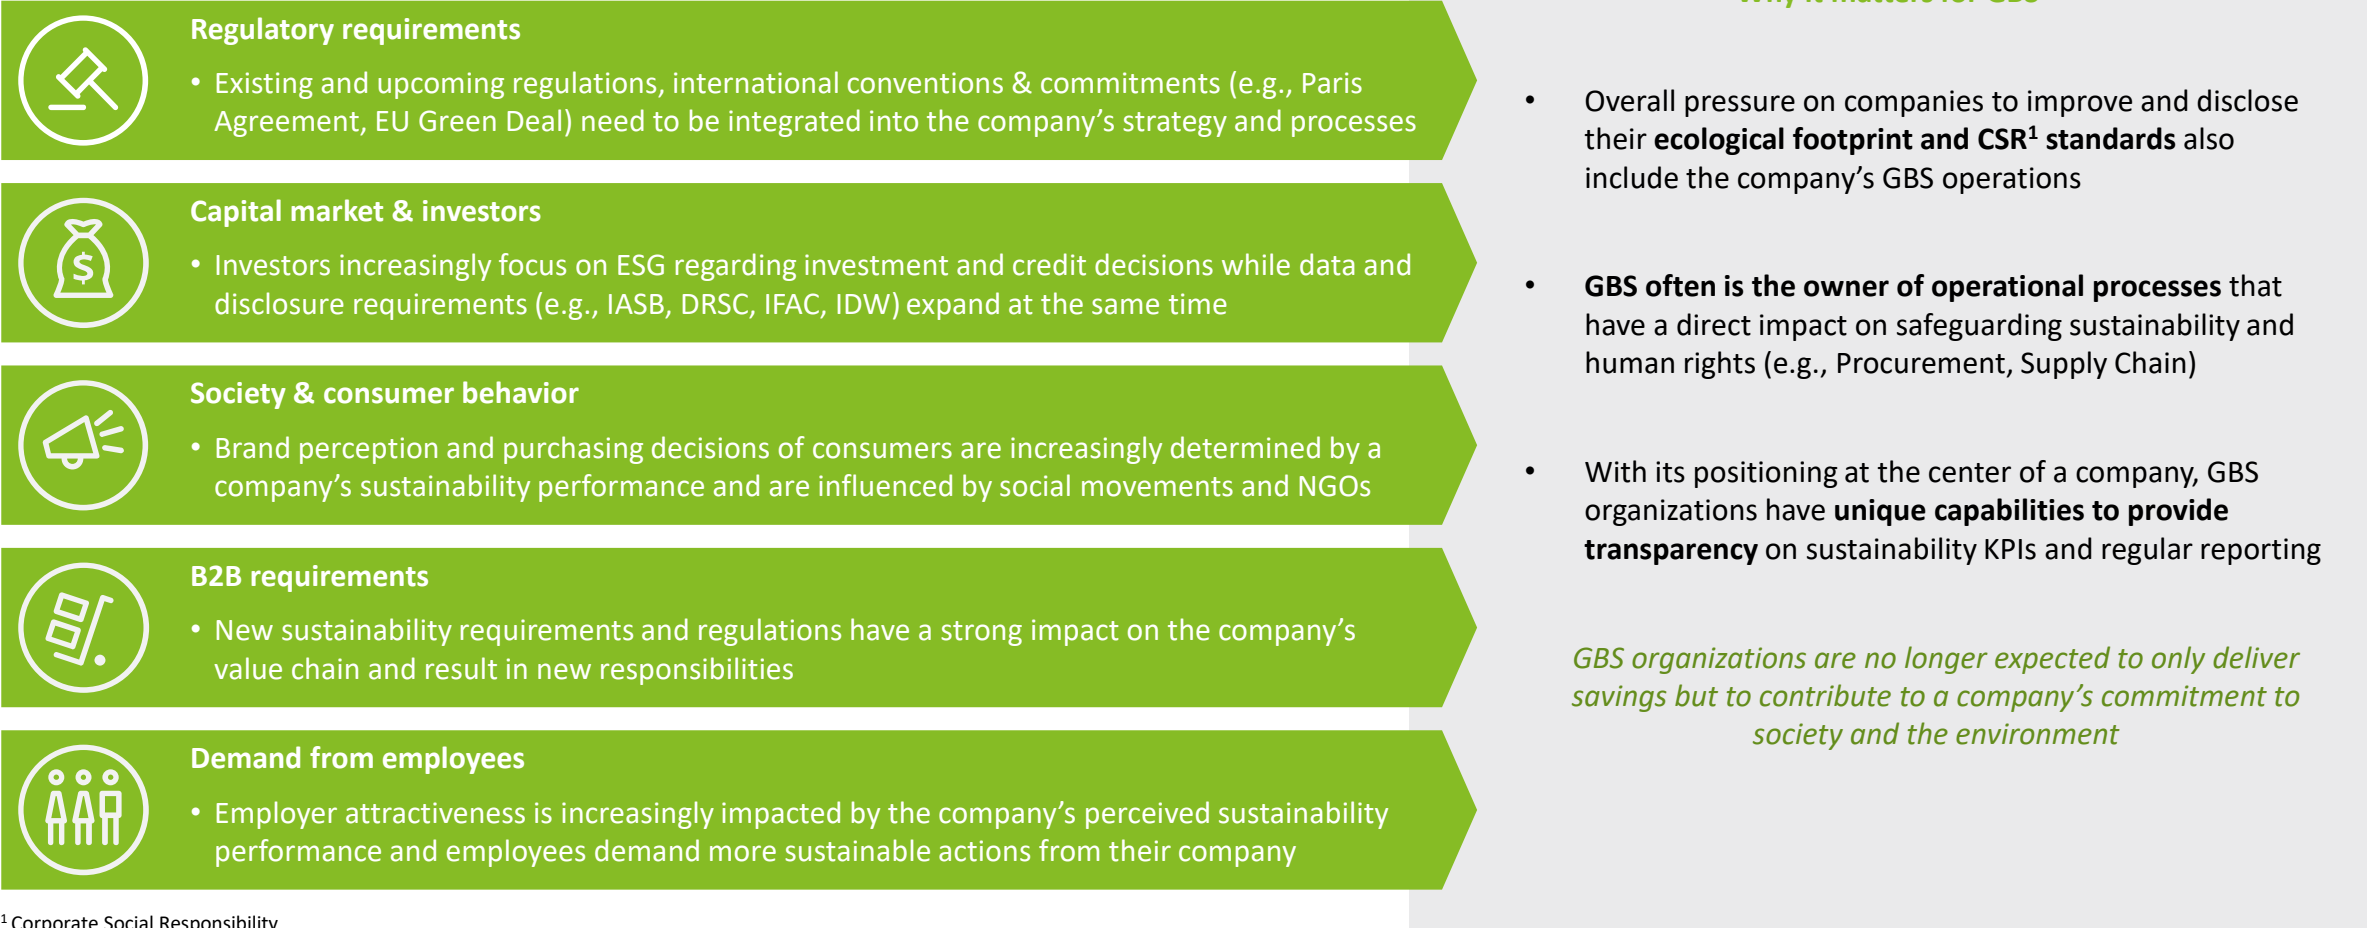 Regulatory requirements
• Existing and upcoming regulations, international conventions & commitments (e.g., Paris
Agreement, EU Green Deal) need to be integrated into the company’s strategy and processes
Capital market & investors
• Investors increasingly focus on ESG regarding investment and credit decisions while data and
disclosure requirements (e.g., IASB, DRSC, IFAC, IDW) expand at the same time
Society & consumer behavior
• Brand perception and purchasing decisions of consumers are increasingly determined by a
company’s sustainability performance and are influenced by social movements and NGOs
B2B requirements
• New sustainability requirements and regulations have a strong impact on the company’s
value chain and result in new responsibilities
Demand from employees
• Employer attractiveness is increasingly impacted by the company’s perceived sustainability
performance and employees demand more sustainable actions from their company
¹ Corporate Social Responsibility
Why it matters for GBS
• Overall pressure on companies to improve and disclose
their ecological footprint and CSR¹ standards also
include the company’s GBS operations
• GBS often is the owner of operational processes that
have a direct impact on safeguarding sustainability and
human rights (e.g., Procurement, Supply Chain)
• With its positioning at the center of a company, GBS
organizations have unique capabilities to provide
transparency on sustainability KPIs and regular reporting
GBS organizations are no longer expected to only deliver
savings but to contribute to a company’s commitment to
society and the environment